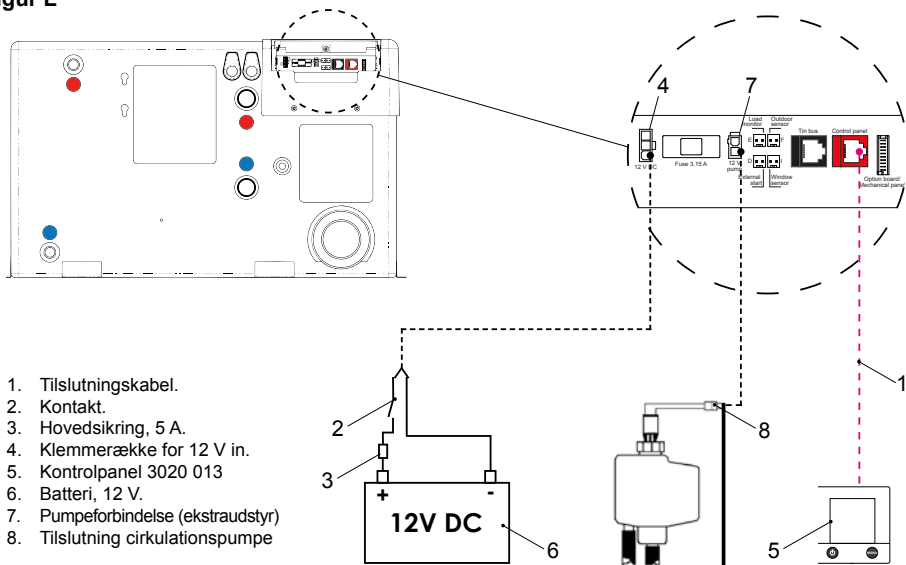 4
7
Load monitor
Outdoor sensor
E
F
Tin bus
Control panel
12 V DC
Fuse 3,15 A
12 V pump
D
I
External start
Window sensor
Option board/
Mechanical panel
1. Tilslutningskabel.
2. Kontakt.
3. Hovedsikring, 5 A.
4. Klemmerække for 12 V in.
5. Kontrolpanel 3020 013
6. Batteri, 12 V.
7. Pumpeforbindelse (ekstraudstyr)
8. Tilslutning cirkulationspumpe
1
2
3
+
-
12V DC
6
8
5